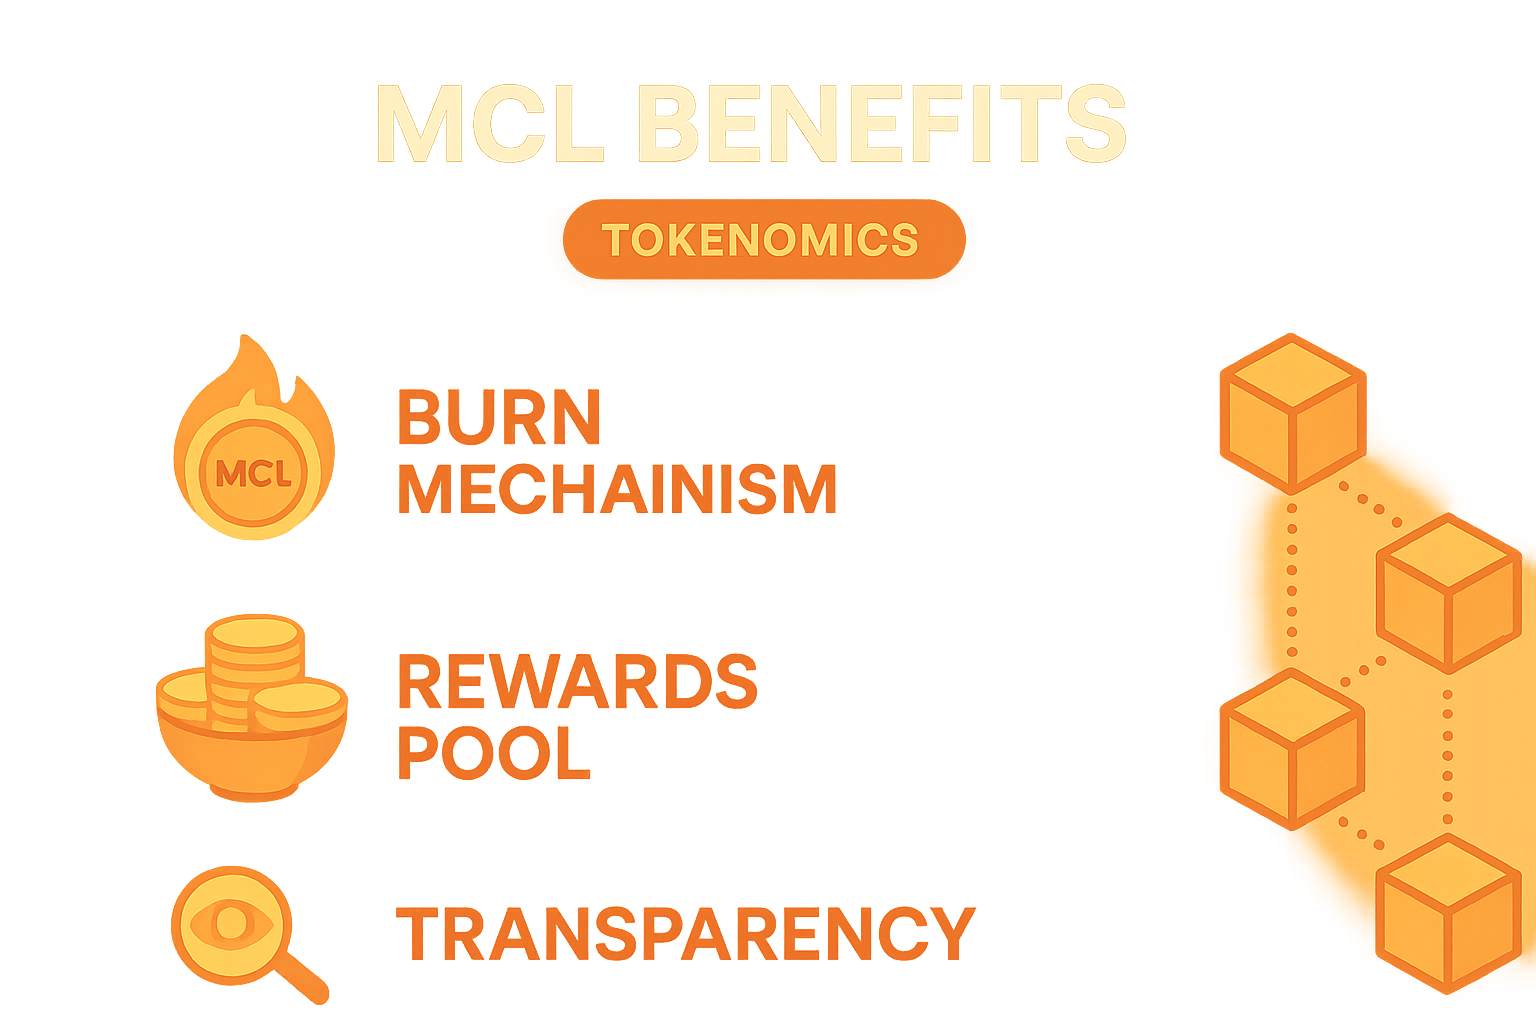 MCL BENEFITS
TOKENOMICS
MCL
BURN
MECHAINISM
REWARDS
POOL
TRANSPARENCY